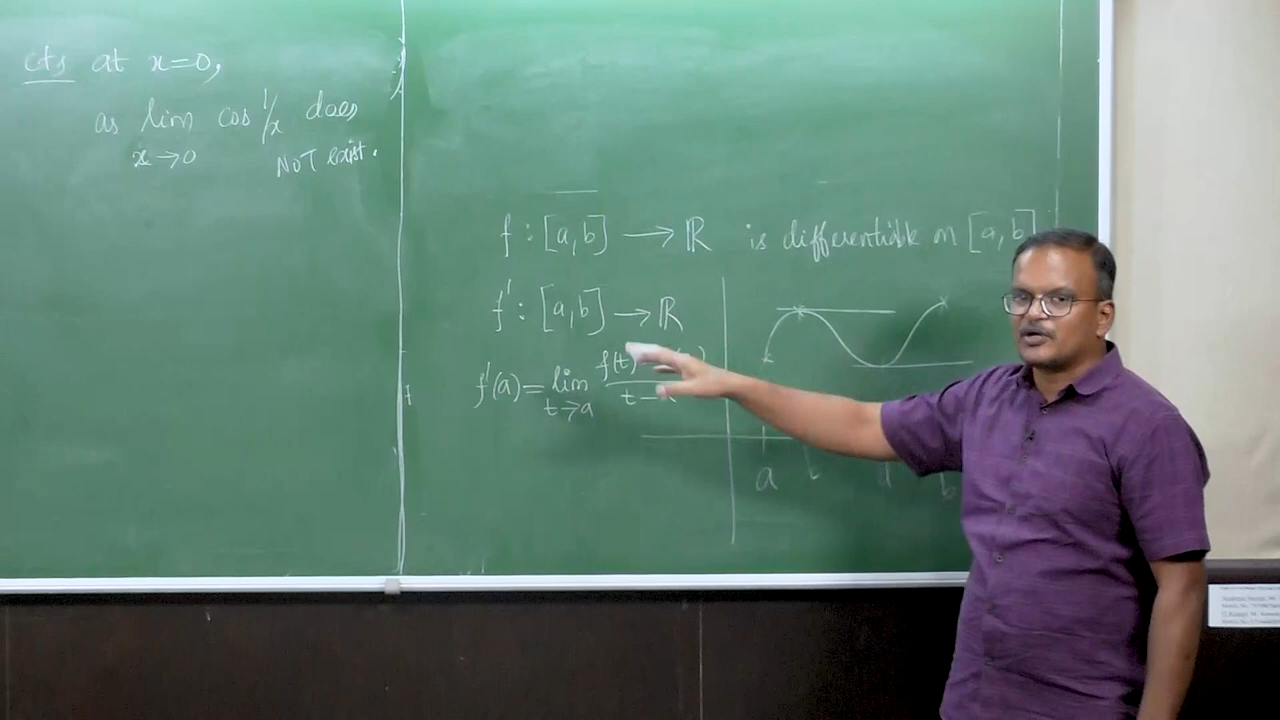 cts at x=0,
as lim cos 1/x does
x→0 NOT exist.
f : [a,b] → ℝ is differentiable on [a,b]
f' : [a,b] → ℝ
f'(a) = lim f(t)
t→a t-
a